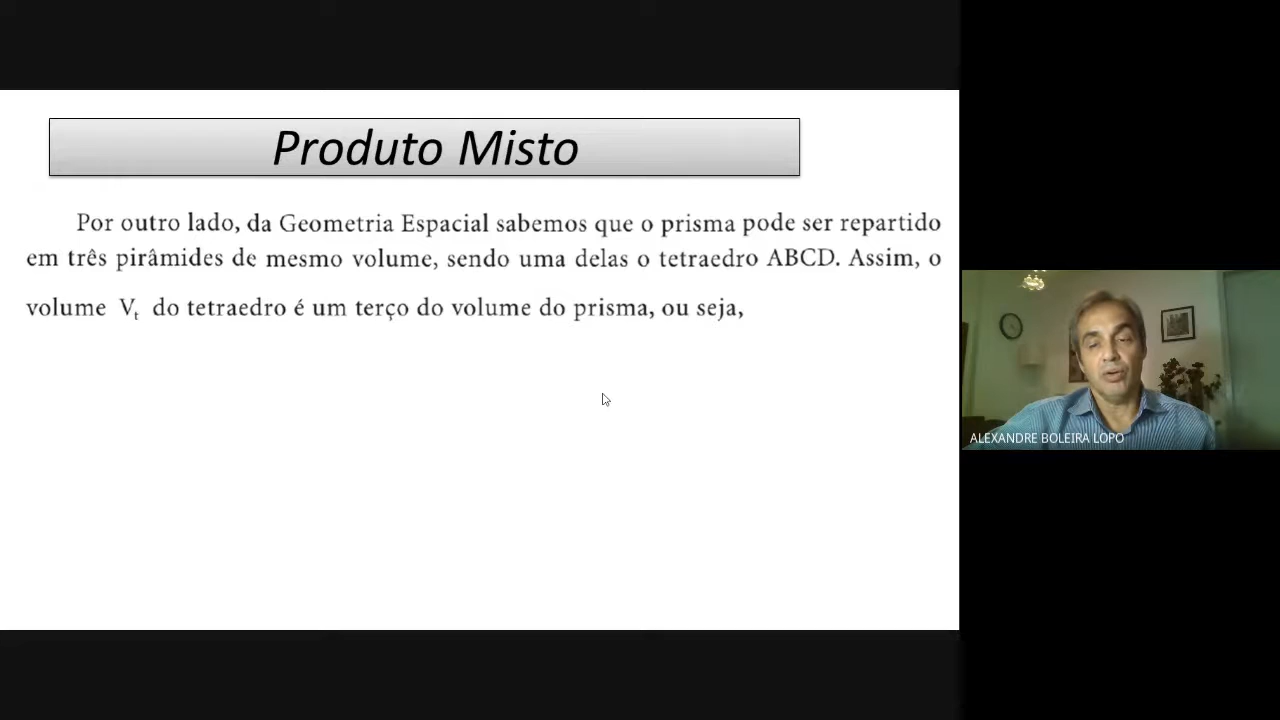 Produto Misto
Por outro lado, da Geometria Espacial sabemos que o prisma pode ser repartido
em três pirâmides de mesmo volume, sendo uma delas o tetraedro ABCD. Assim, o
volume Vt do tetraedro é um terço do volume do prisma, ou seja,
ALEXANDRE BOLEIRA LOPO